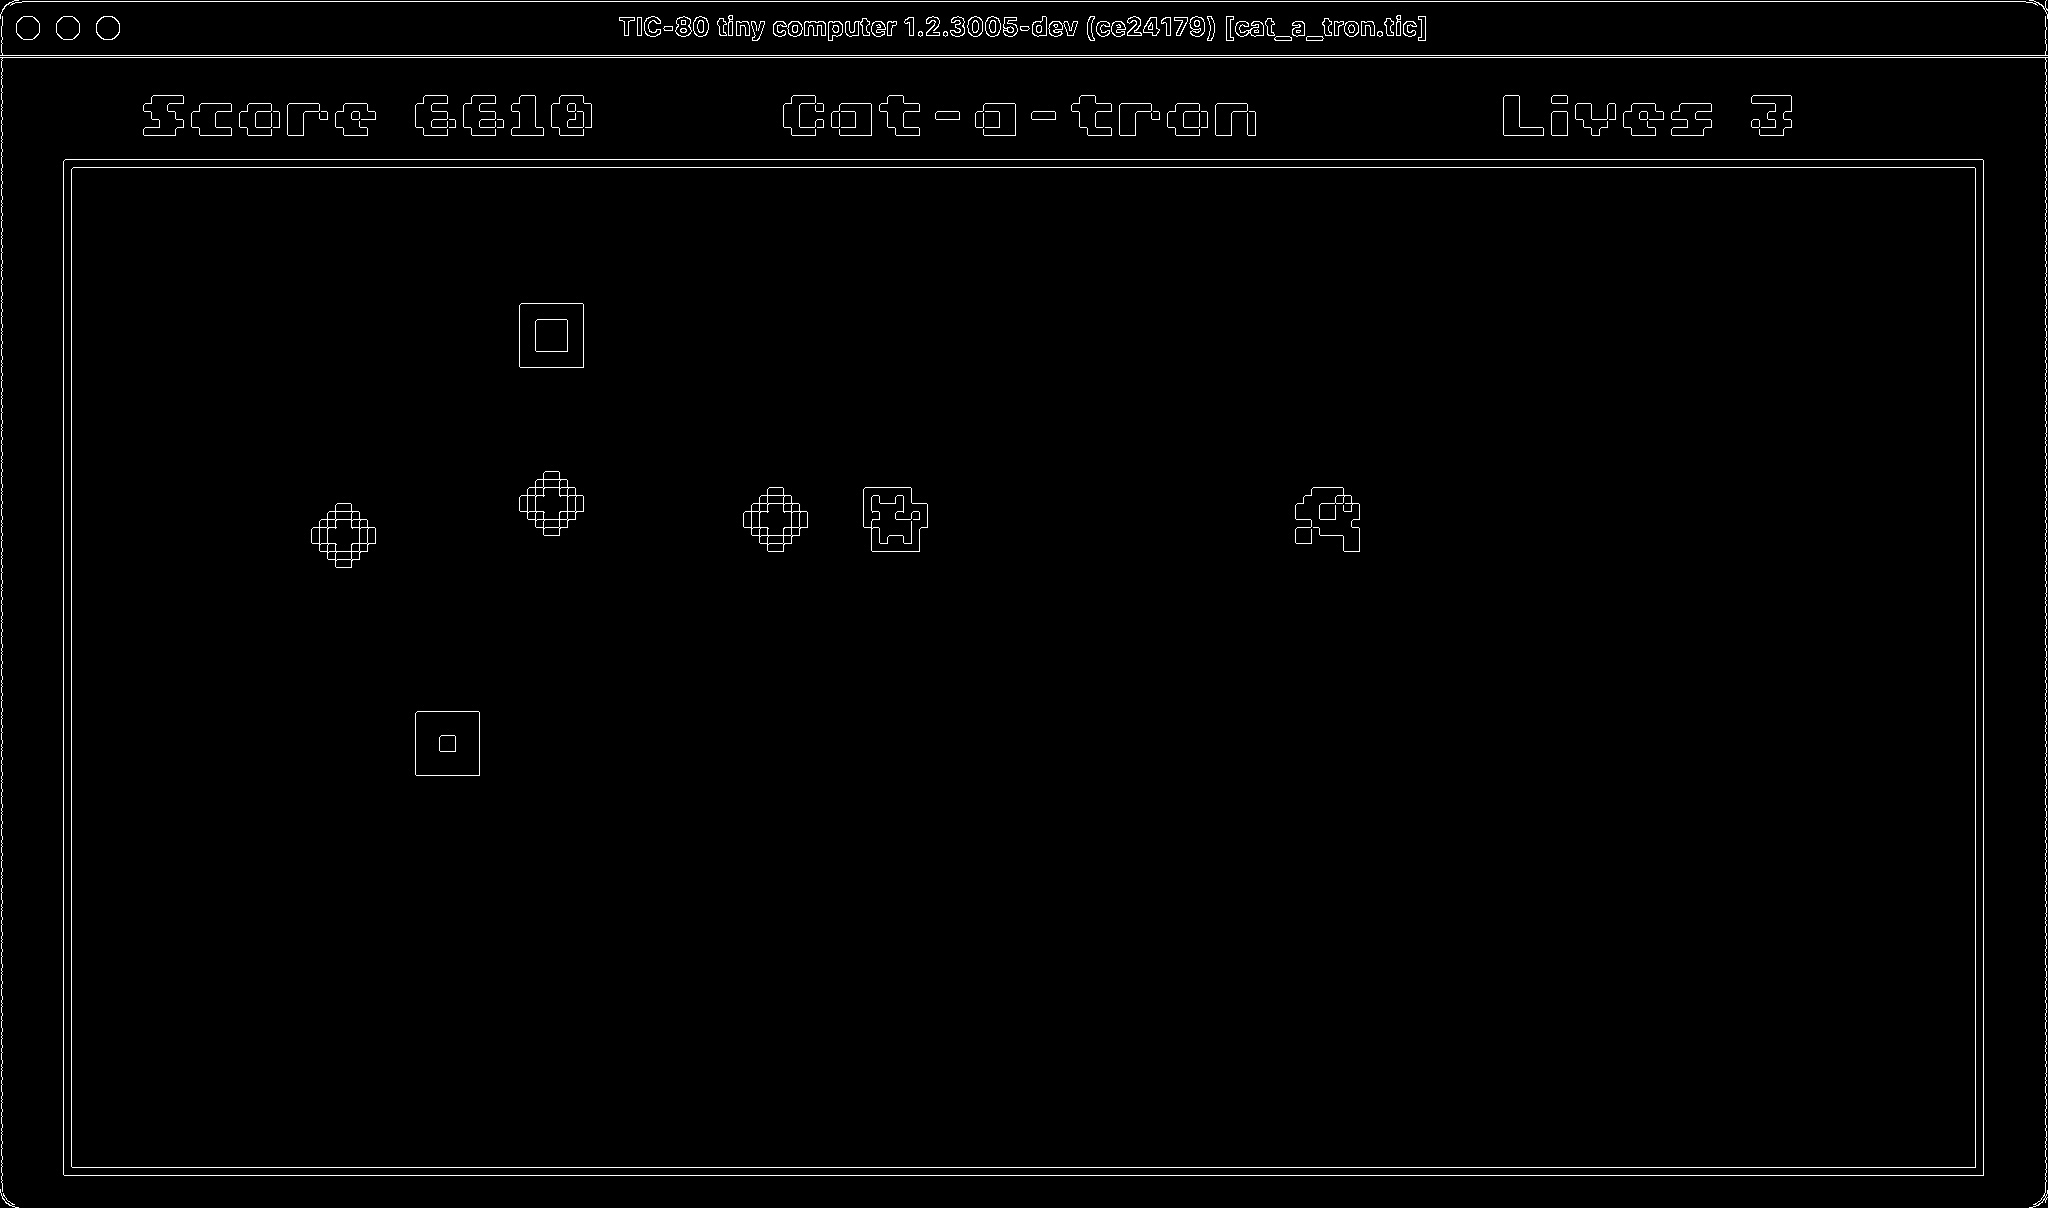 TIC-80 tiny computer 1.2.3005-dev (ce24179) [cat_a_tron.tic]
Score 6610 Cat-a-tron Lives 3